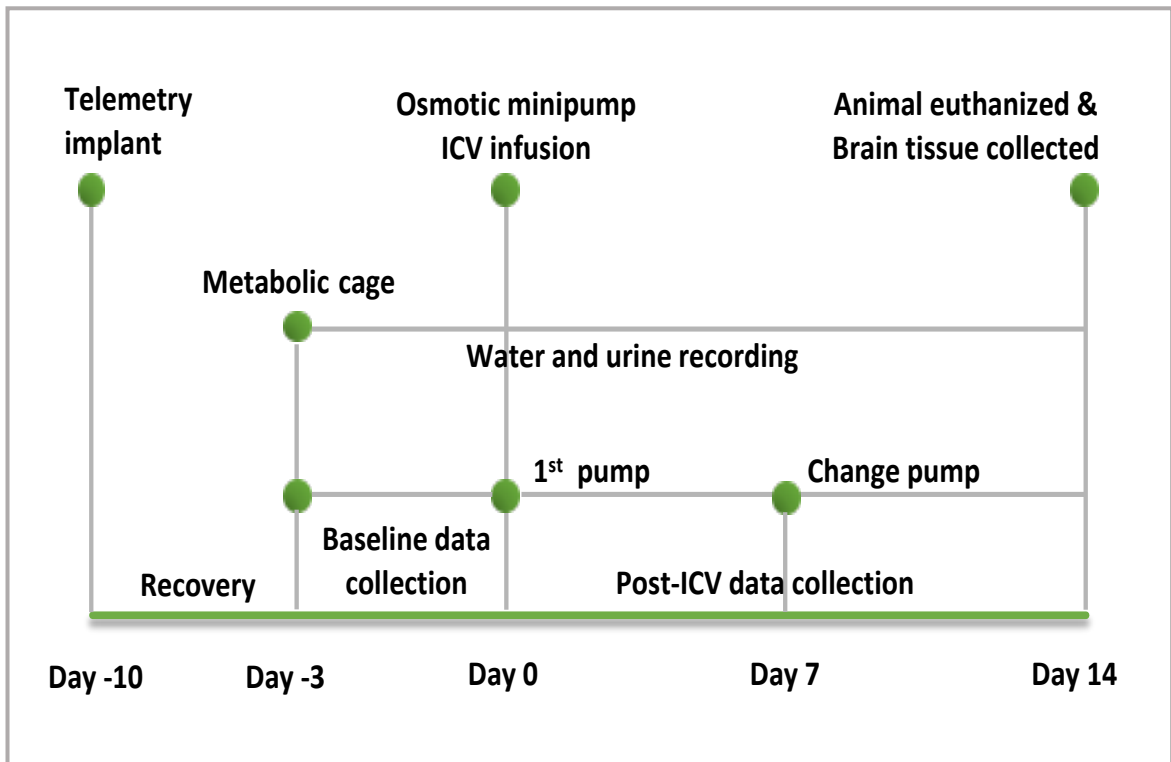 Telemetry
implant
Osmotic minipump
ICV infusion
Animal euthanized &
Brain tissue collected
Metabolic cage
Water and urine recording
1st pump
Change pump
Baseline data
collection
Recovery
Post-ICV data collection
Day -10
Day -3
Day 0
Day 7
Day 14